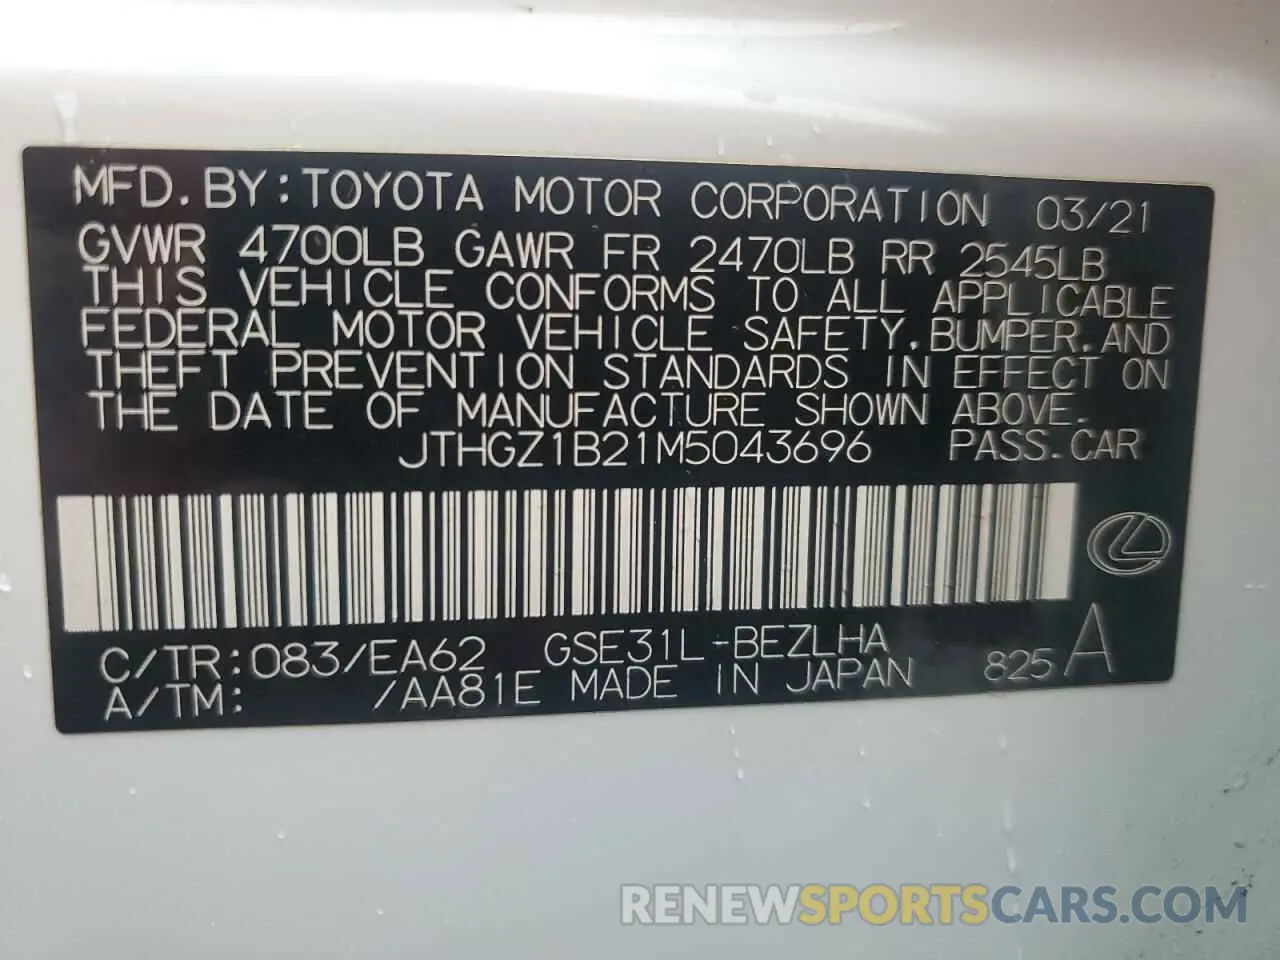 MFD. BY: TOYOTA MOTOR CORPORATION 03/21
GVWR 4700LB GAWR FR 2470LB RR 2545LB
THIS VEHICLE CONFORMS TO ALL APPLICABLE
FEDERAL MOTOR VEHICLE SAFETY, BUMPER, AND
THEFT PREVENTION STANDARDS IN EFFECT ON
THE DATE OF MANUFACTURE SHOWN ABOVE.
JTHGZ1B21M5043696 PASS. CAR
C/TR: 083/EA62 GSE31L-BEZLHA
A/TM: /AA81E MADE IN JAPAN 825 A
RENEWSPORTSCARS.COM